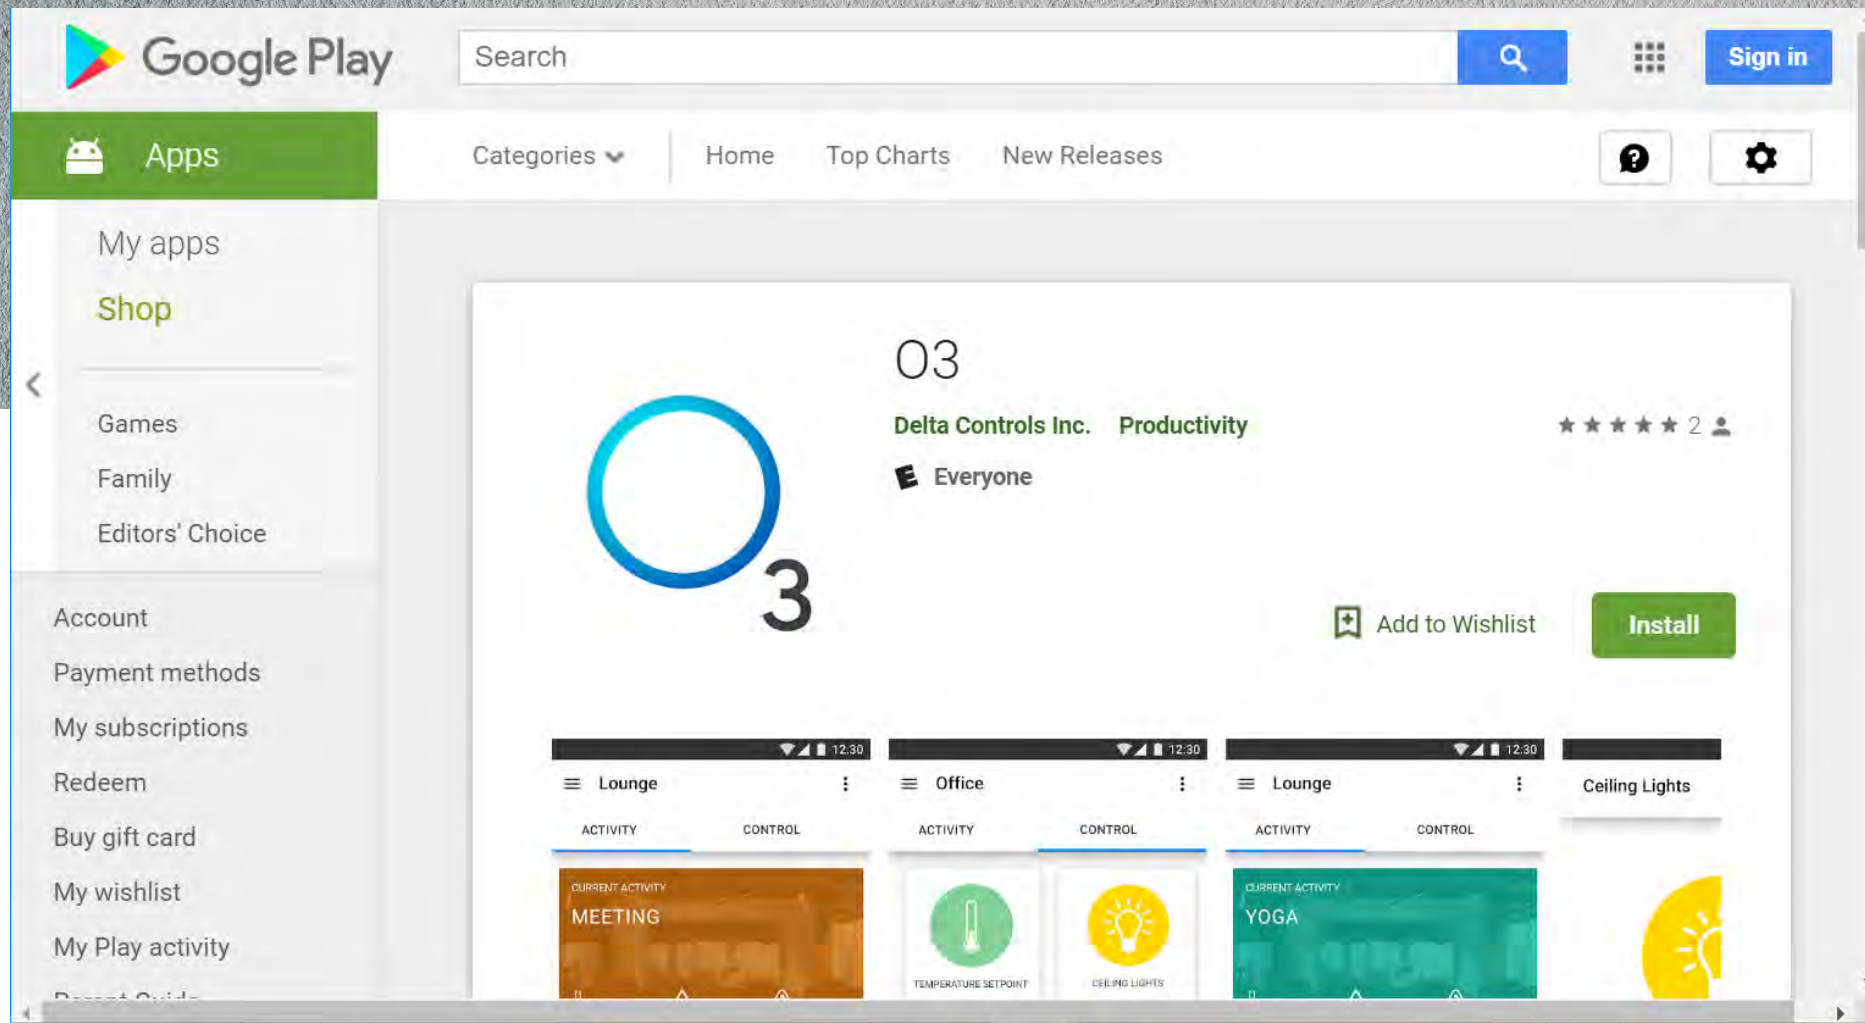 Google Play
Search
Sign in
Apps
Categories
Home
Top Charts
New Releases
My apps
Shop
Games
Family
Editors' Choice
Account
Payment methods
My subscriptions
Redeem
Buy gift card
My wishlist
My Play activity
Parent Guide
O3
Delta Controls Inc. Productivity
2
E Everyone
3
Add to Wishlist
Install
12:30
Lounge
ACTIVITY CONTROL
CURRENT ACTIVITY
MEETING
12:30
Office
ACTIVITY CONTROL
TEMPERATURE SETPOINT
CEILING LIGHTS
12:30
Lounge
ACTIVITY CONTROL
CURRENT ACTIVITY
YOGA
Ceiling Lights